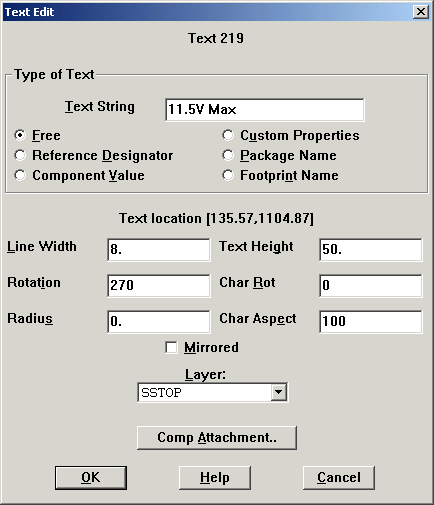 Text Edit
Text 219
Type of Text
Text String 11.5V Max
Free Custom Properties
Reference Designator Package Name
Component Value Footprint Name
Text location [135.57,1104.87]
Line Width 8. Text Height 50.
Rotation 270 Char Rot 0
Radius 0. Char Aspect 100
Mirrored
Layer:
SSTOP
Comp Attachment..
OK Help Cancel